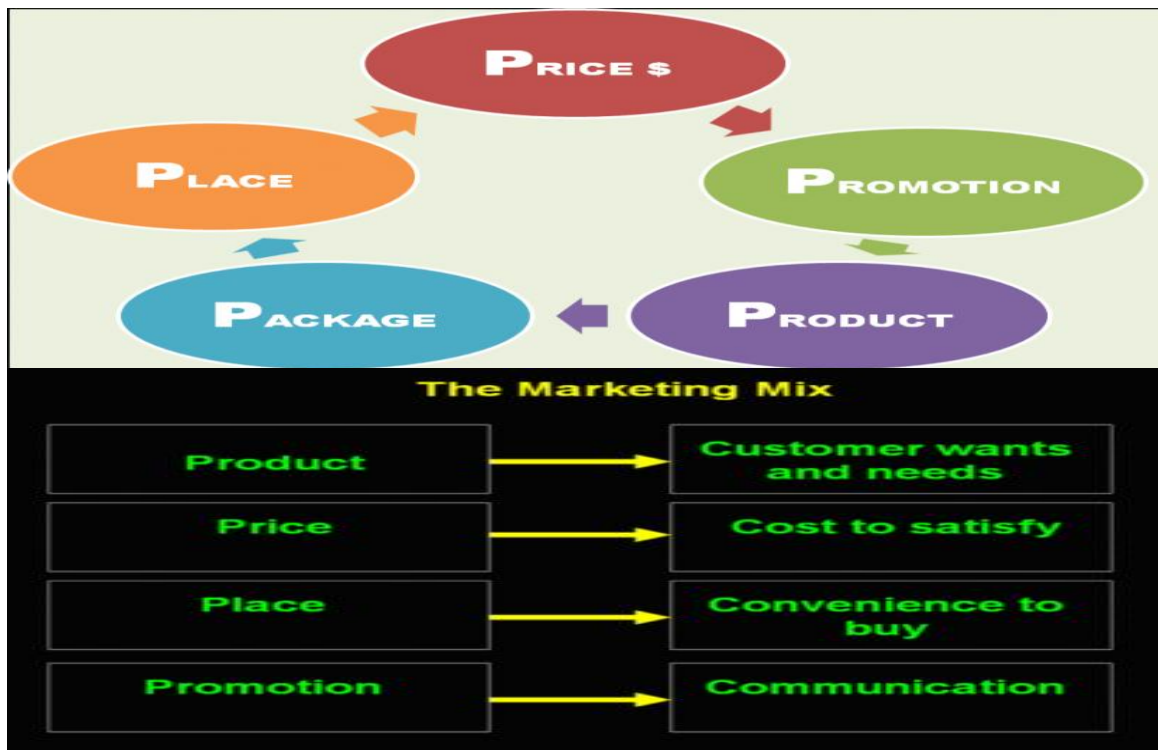 PRICE $
PLACE
PROMOTION
PACKAGE
PRODUCT
The Marketing Mix
Product
Customer wants
and needs
Price
Cost to satisfy
Place
Convenience to
buy
Promotion
Communication